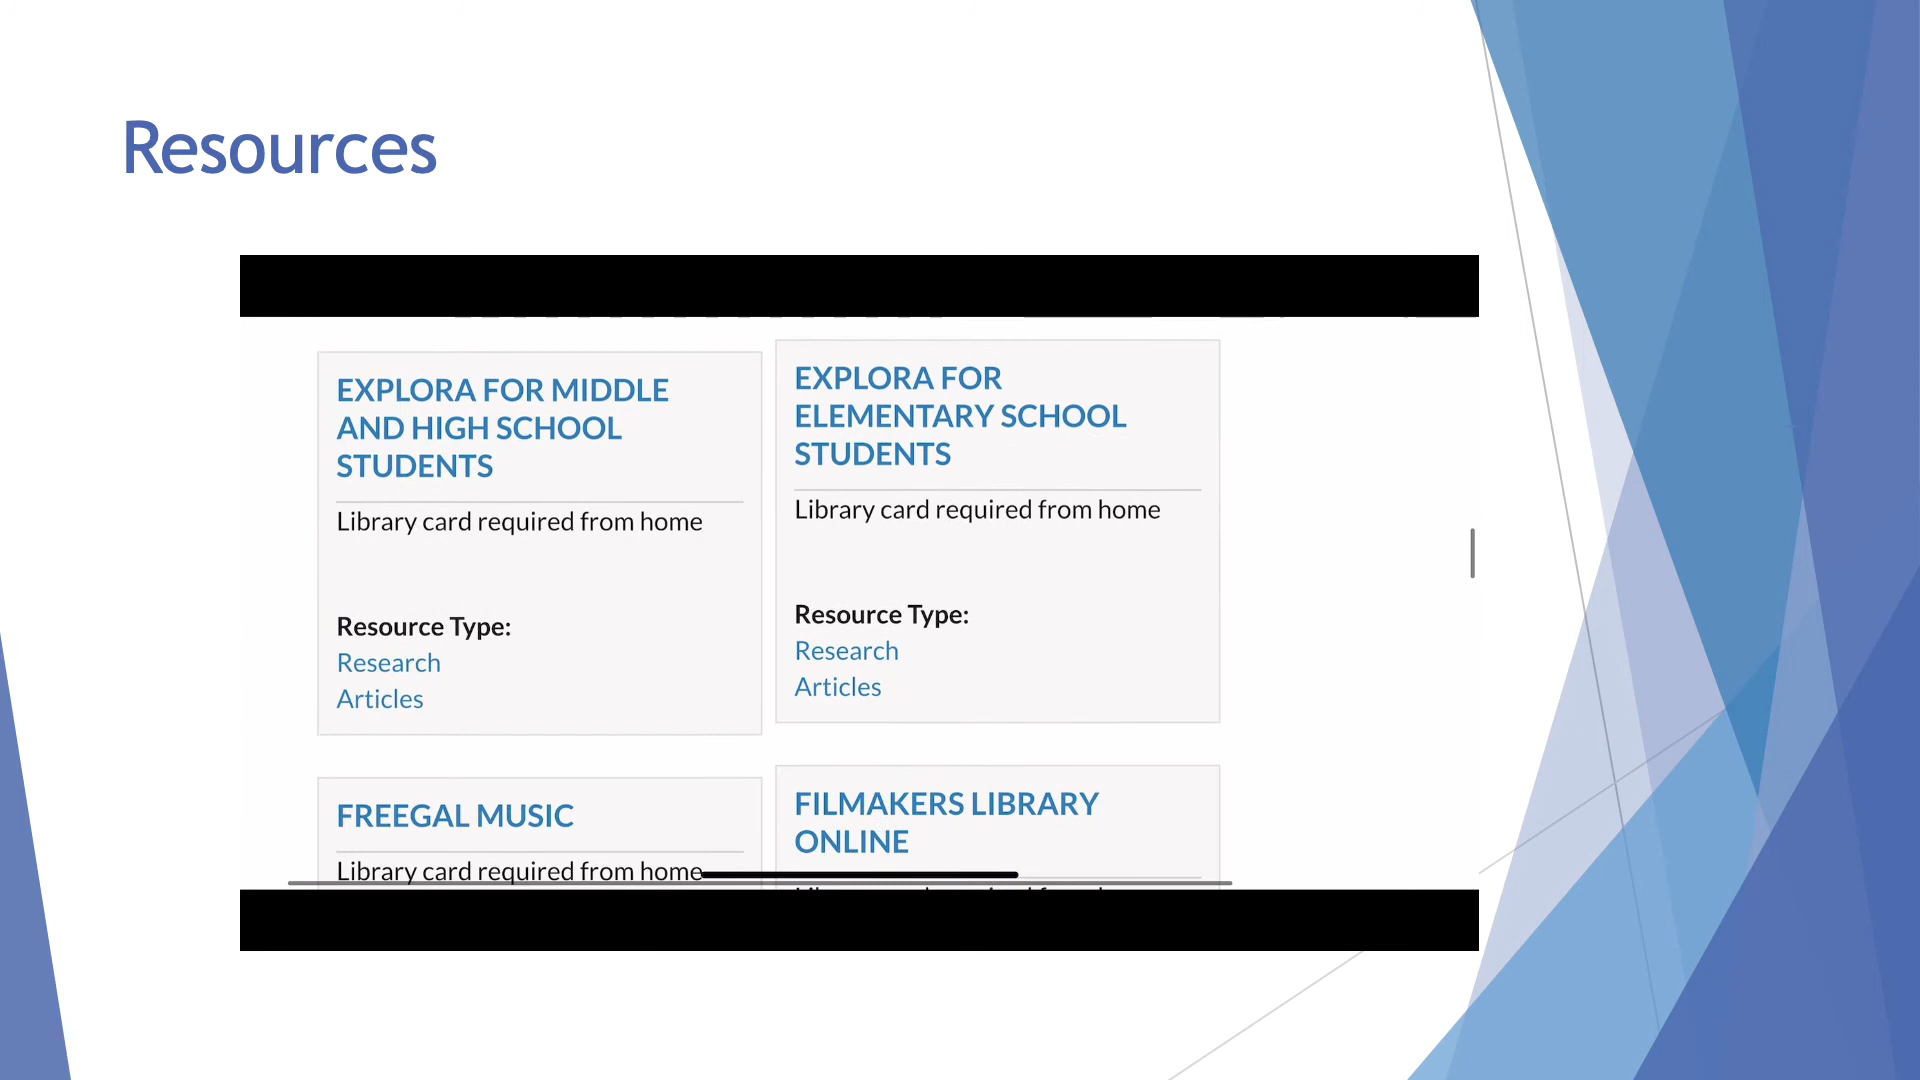 Resources
EXPLORA FOR MIDDLE
AND HIGH SCHOOL
STUDENTS
Library card required from home
Resource Type:
Research
Articles
EXPLORA FOR
ELEMENTARY SCHOOL
STUDENTS
Library card required from home
Resource Type:
Research
Articles
FREEGAL MUSIC
Library card required from home
FILMAKERS LIBRARY
ONLINE